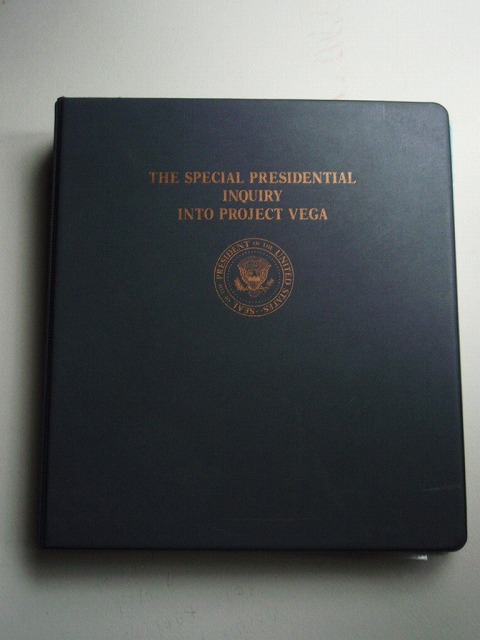 THE SPECIAL PRESIDENTIAL
INQUIRY
INTO PROJECT VEGA
SEAL OF THE PRESIDENT OF THE UNITED STATES